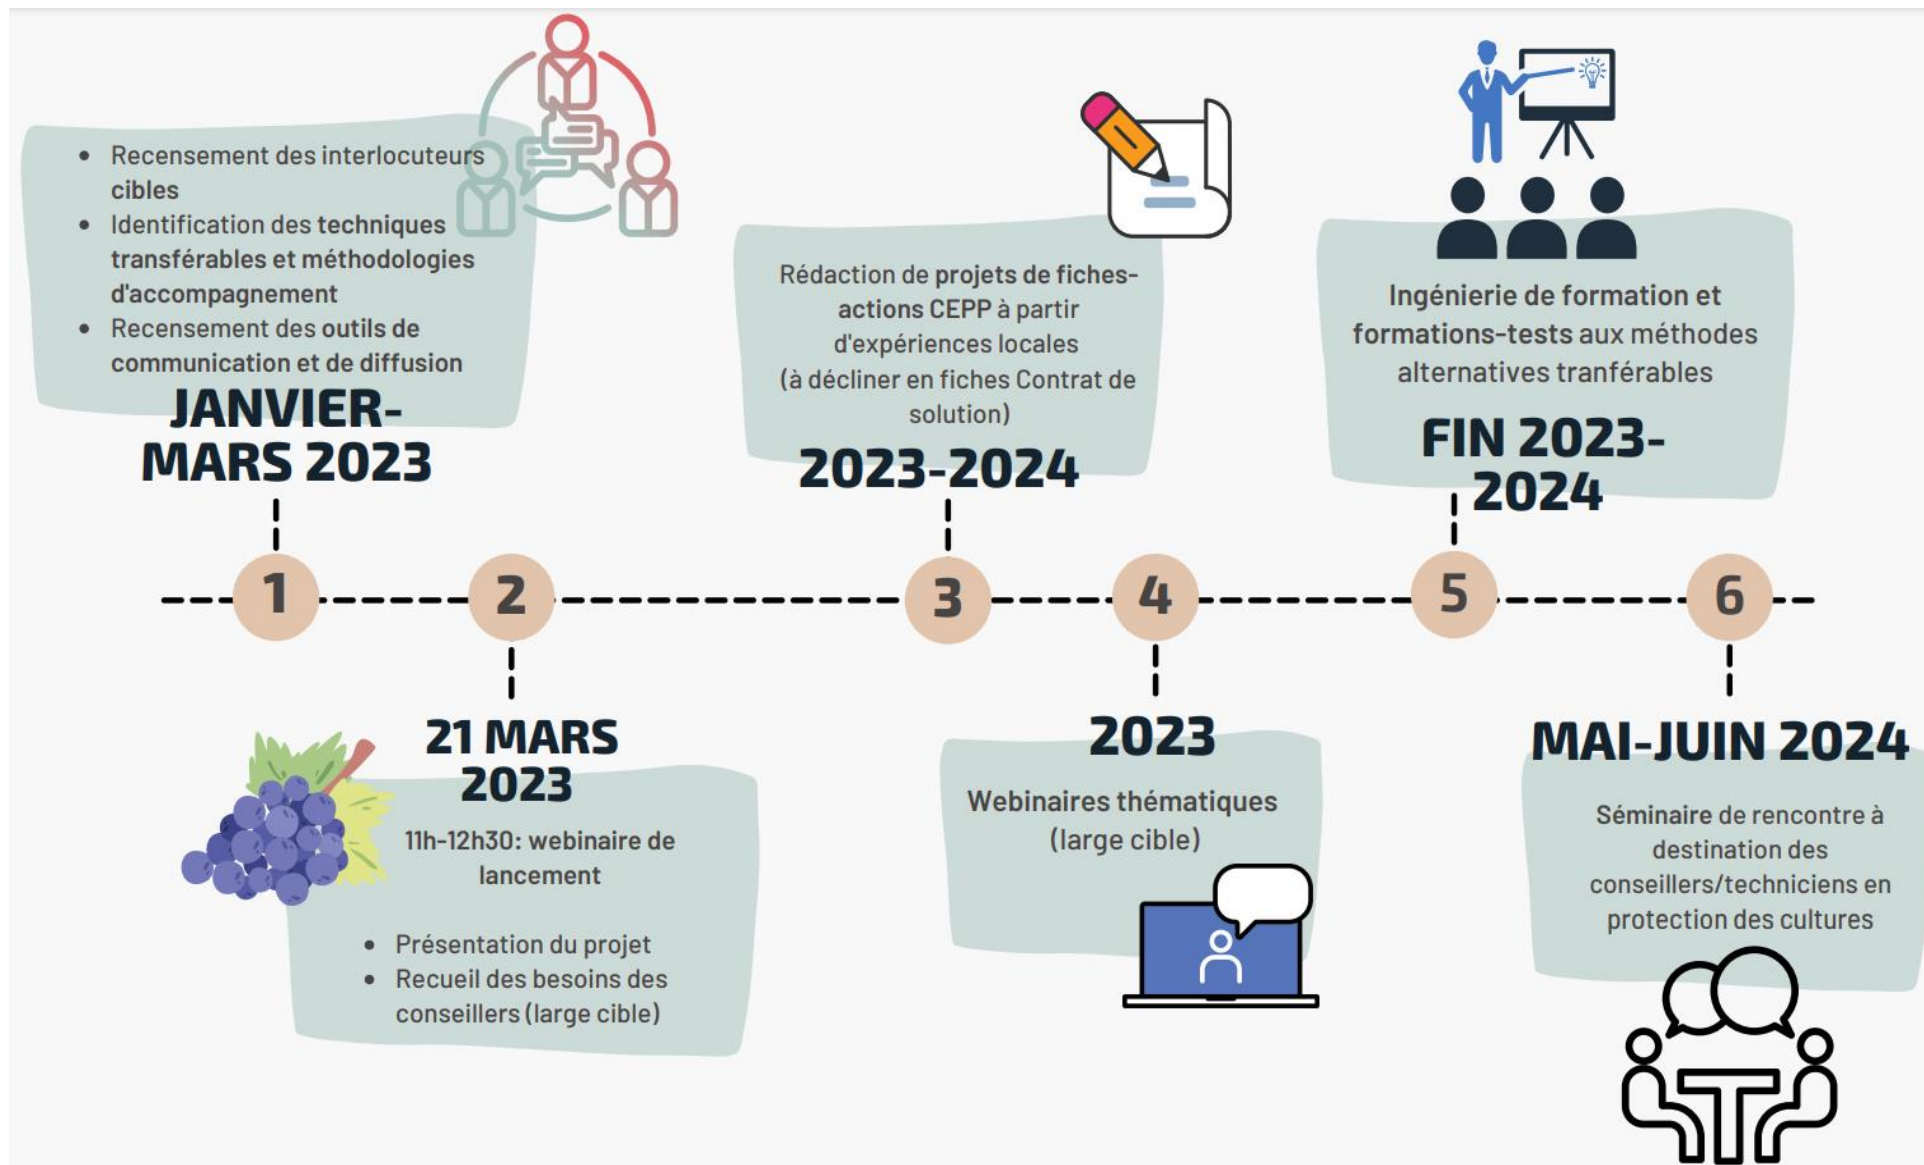 • Recensement des interlocuteurs
cibles
• Identification des techniques
transférables et méthodologies
d'accompagnement
• Recensement des outils de
communication et de diffusion
JANVIER-
MARS 2023
1
21 MARS
2023
11h-12h30: webinaire de
lancement
• Présentation du projet
• Recueil des besoins des
conseillers (large cible)
2
Rédaction de projets de fiches-
actions CEPP à partir
d'expériences locales
(à décliner en fiches Contrat de
solution)
2023-2024
3
4
2023
Webinaires thématiques
(large cible)
Ingénierie de formation et
formations-tests aux méthodes
alternatives tranférables
FIN 2023-
2024
5
6
MAI-JUIN 2024
Séminaire de rencontre à
destination des
conseillers/techniciens en
protection des cultures